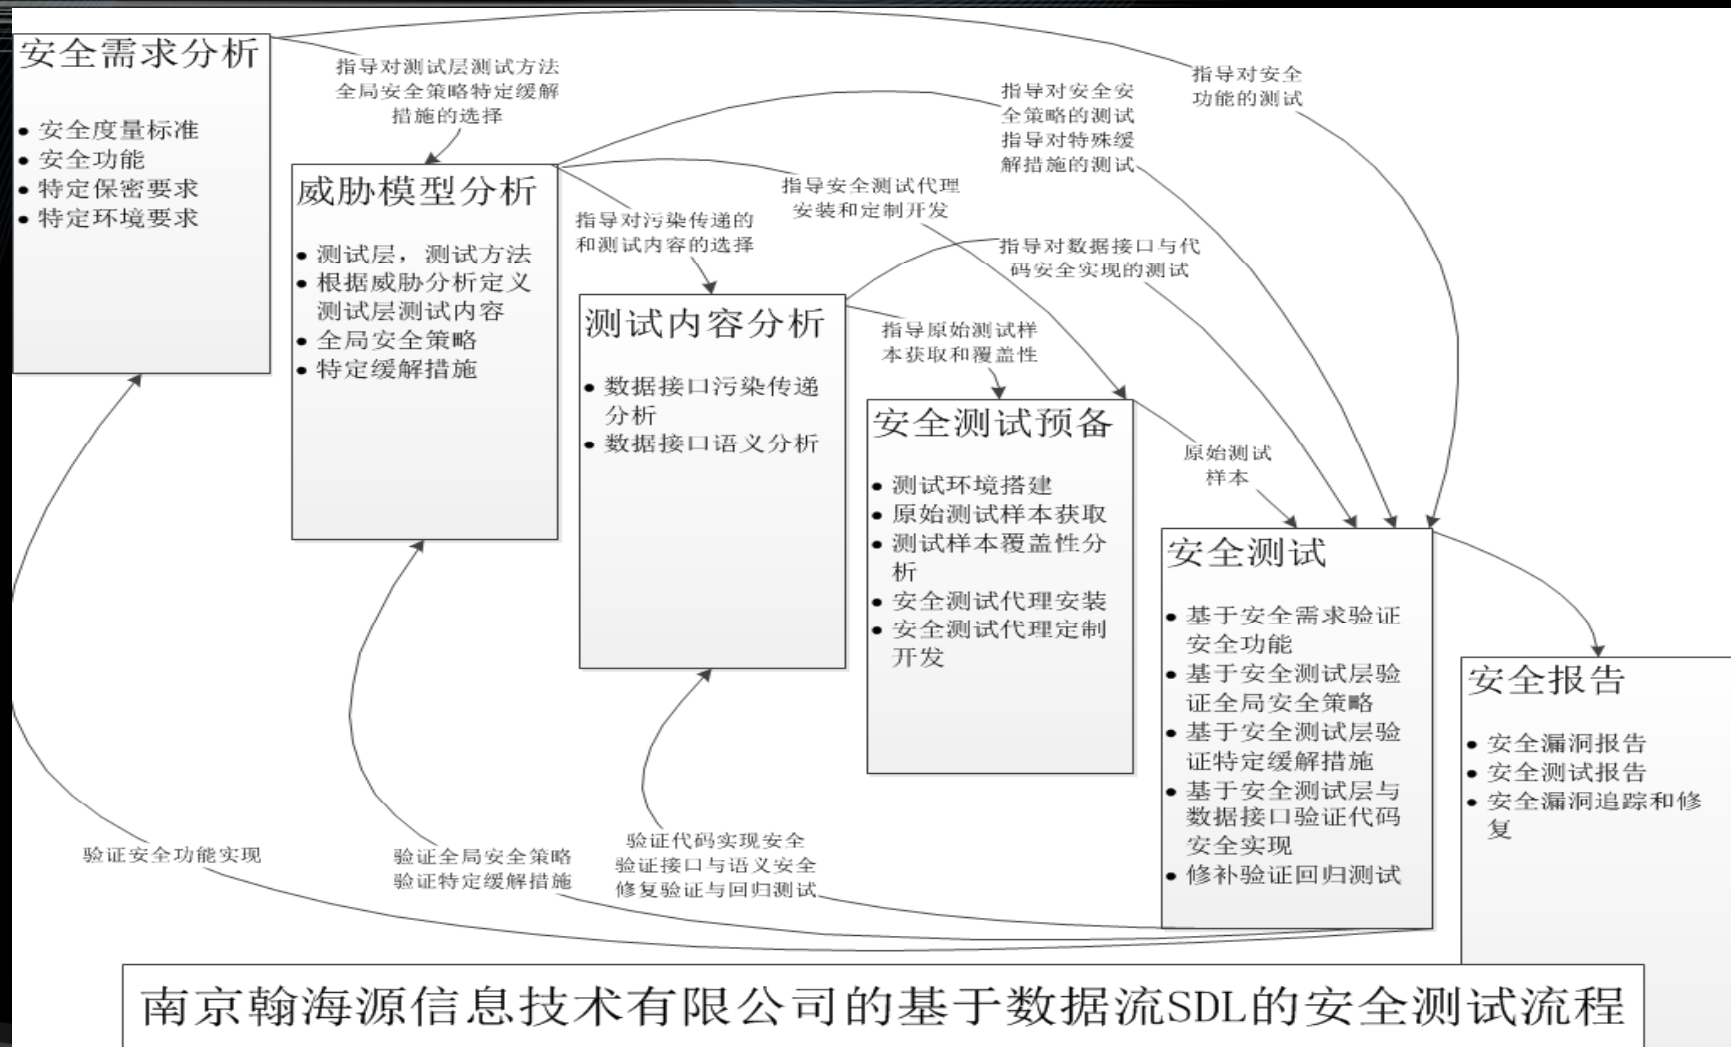 安全需求分析
• 安全度量标准
• 安全功能
• 特定保密要求
• 特定环境要求
指导对测试层测试方法
全局安全策略特定缓解
措施的选择
威胁模型分析
• 测试层，测试方法
• 根据威胁分析定义
测试层测试内容
• 全局安全策略
• 特定缓解措施
指导对污染传递的
和测试内容的选择
测试内容分析
• 数据接口污染传递
分析
• 数据接口语义分析
指导对安全安
全策略的测试
指导对特殊缓
解措施的测试
指导对安全
功能的测试
指导安全测试代理
安装和定制开发
指导对数据接口与代
码安全实现的测试
指导原始测试样
本获取和覆盖性
安全测试预备
• 测试环境搭建
• 原始测试样本获取
• 测试样本覆盖性分
析
• 安全测试代理安装
• 安全测试代理定制
开发
原始测试
样本
安全测试
• 基于安全需求验证
安全功能
• 基于安全测试层验
证全局安全策略
• 基于安全测试层验
证特定缓解措施
• 基于安全测试层与
数据接口验证代码
安全实现
• 修补验证回归测试
安全报告
• 安全漏洞报告
• 安全测试报告
• 安全漏洞追踪和修
复
验证安全功能实现
验证全局安全策略
验证特定缓解措施
验证代码实现安全
验证接口与语义安全
修复验证与回归测试
南京翰海源信息技术有限公司的基于数据流SDL的安全测试流程